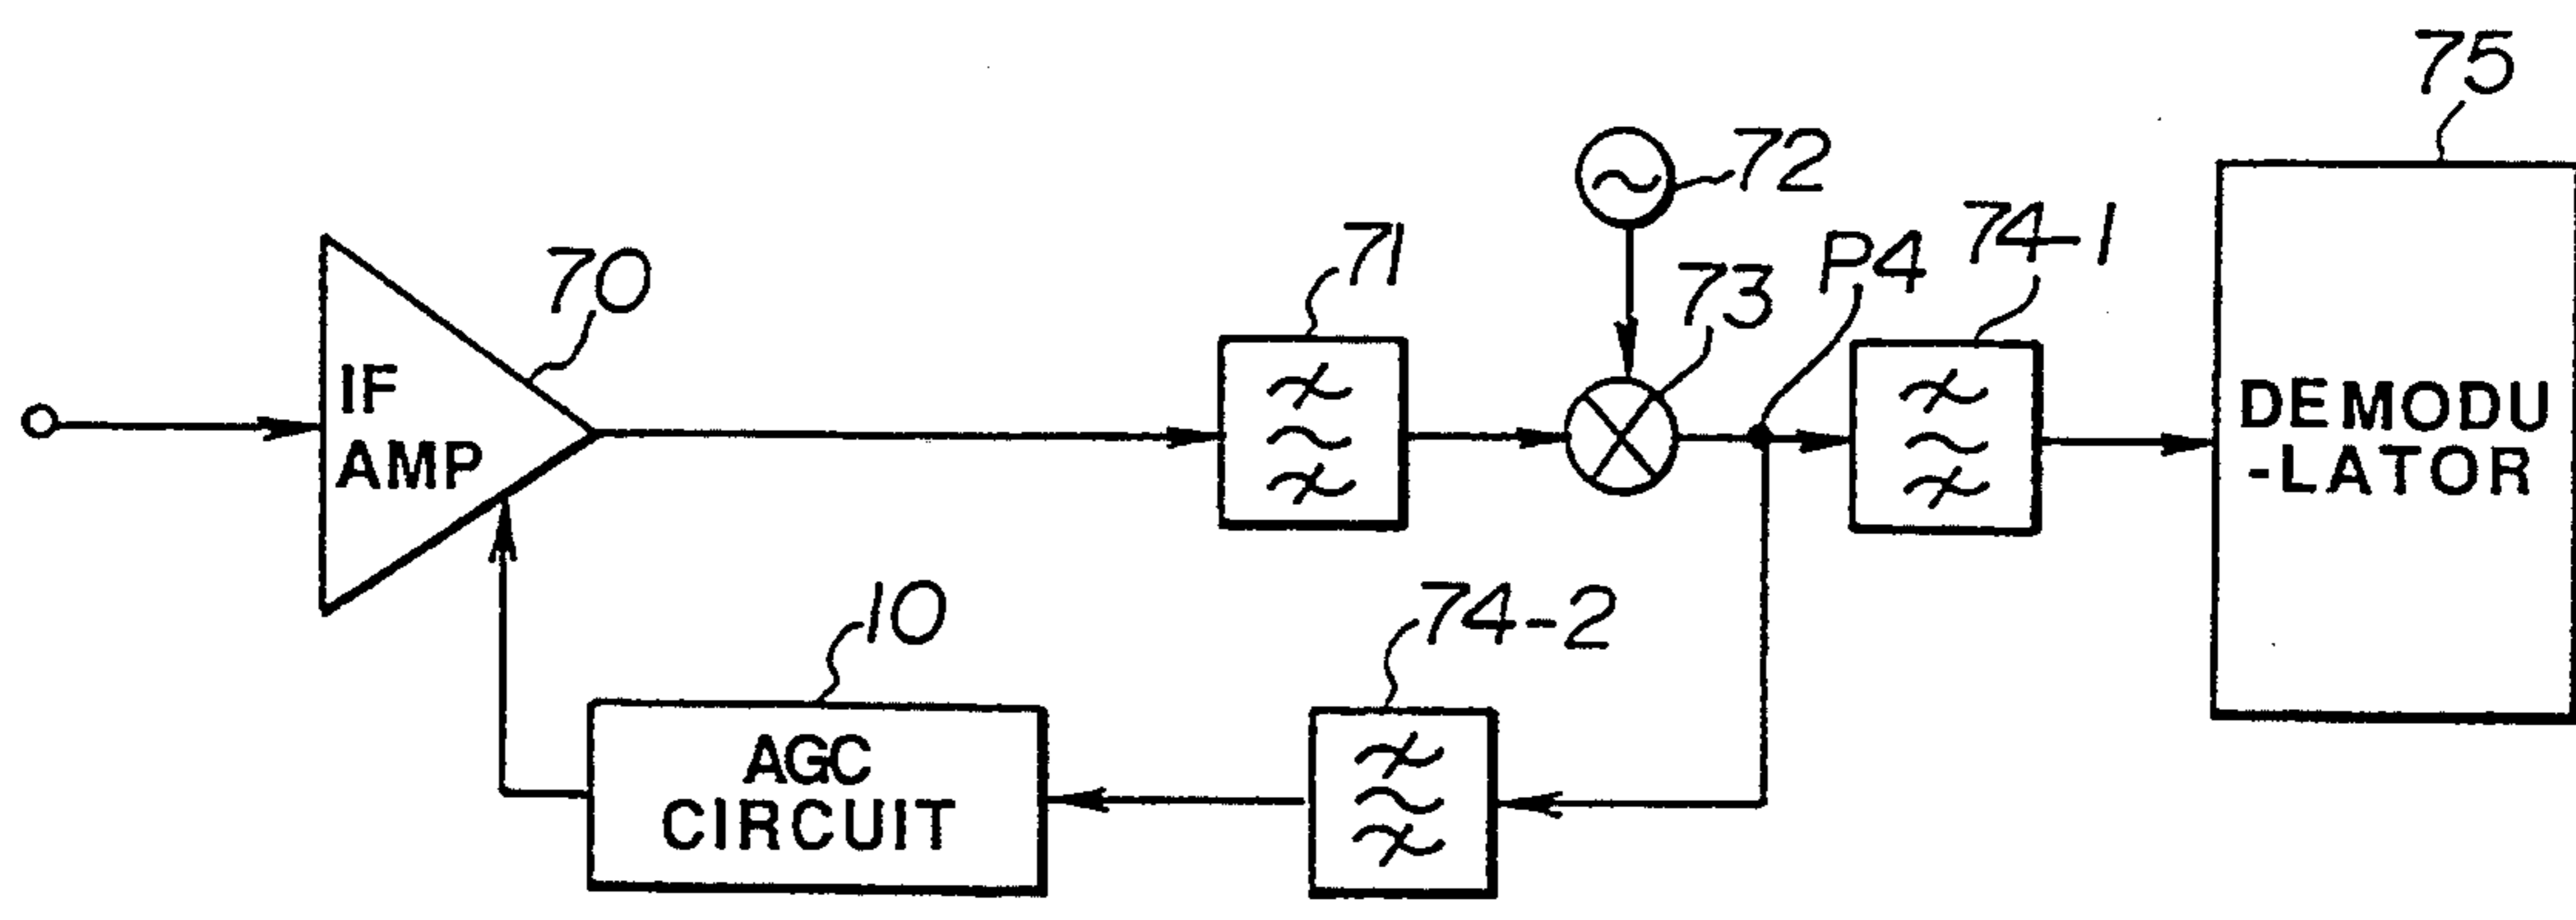 75
72
74-1
P4
71
73
70
IF
AMP
DEMODU
-LATOR
10
74-2
AGC
CIRCUIT